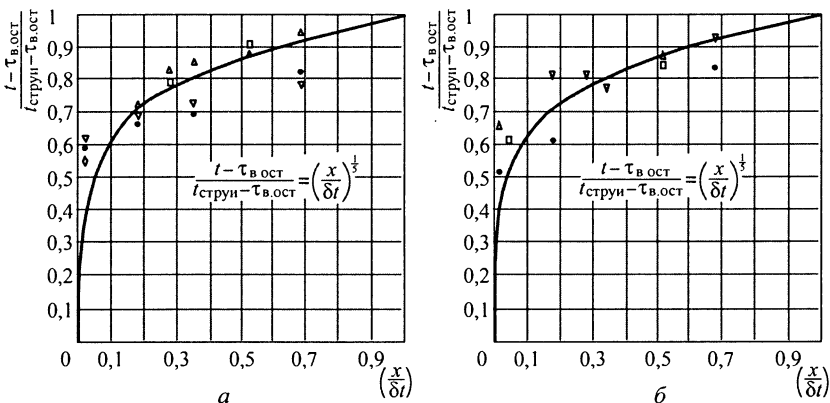 t − τв.ост
tструи − τв.ост
1
0,9
0,8
0,7
0,6
0,5
0,4
0,3
0,2
0,1
t − τв ост / tструи − τв.ост = (x/δt)^1/5
0 0,1 0,3 0,5 0,7 0,9
(x/δt)
а
t − τв.ост
tструи − τв.ост
1
0,9
0,8
0,7
0,6
0,5
0,4
0,3
0,2
0,1
t − τв ост / tструи − τв.ост = (x/δt)^1/5
0 0,1 0,3 0,5 0,7 0,9
(x/δt)
б